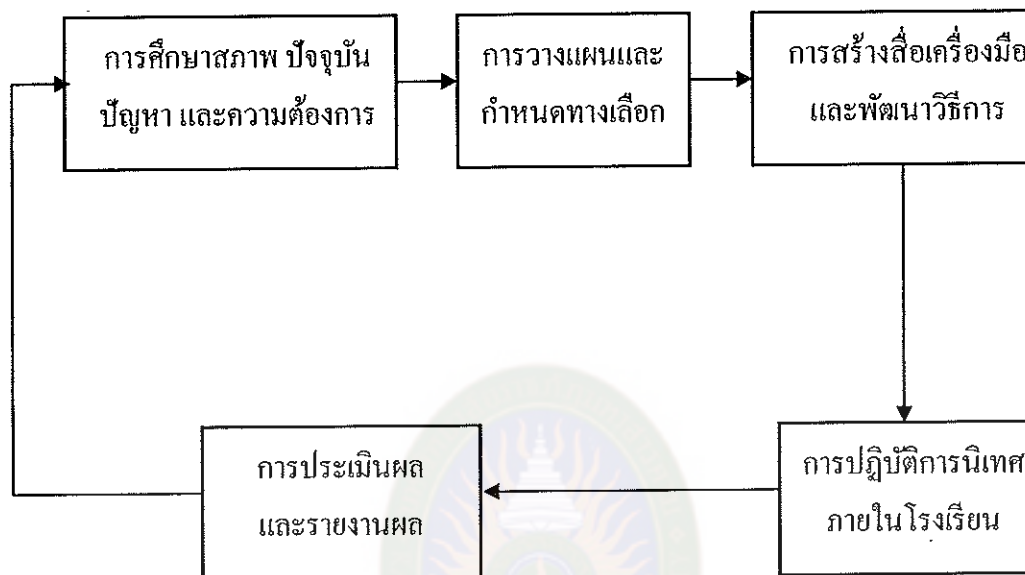 การศึกษาสภาพ ปัจจุบัน
ปัญหา และความต้องการ
การวางแผนและ
กำหนดทางเลือก
การสร้างสื่อเครื่องมือ
และพัฒนาวิธีการ
การปฏิบัติการนิเทศ
ภายในโรงเรียน
การประเมินผล
และรายงานผล